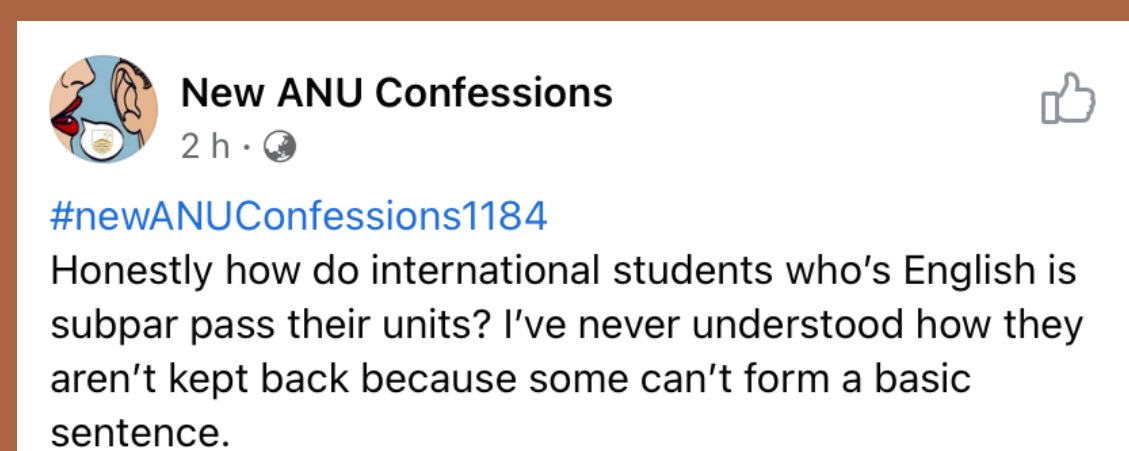 New ANU Confessions
2 h ·
#newANUConfessions1184
Honestly how do international students who's English is
subpar pass their units? I've never understood how they
aren't kept back because some can't form a basic
sentence.